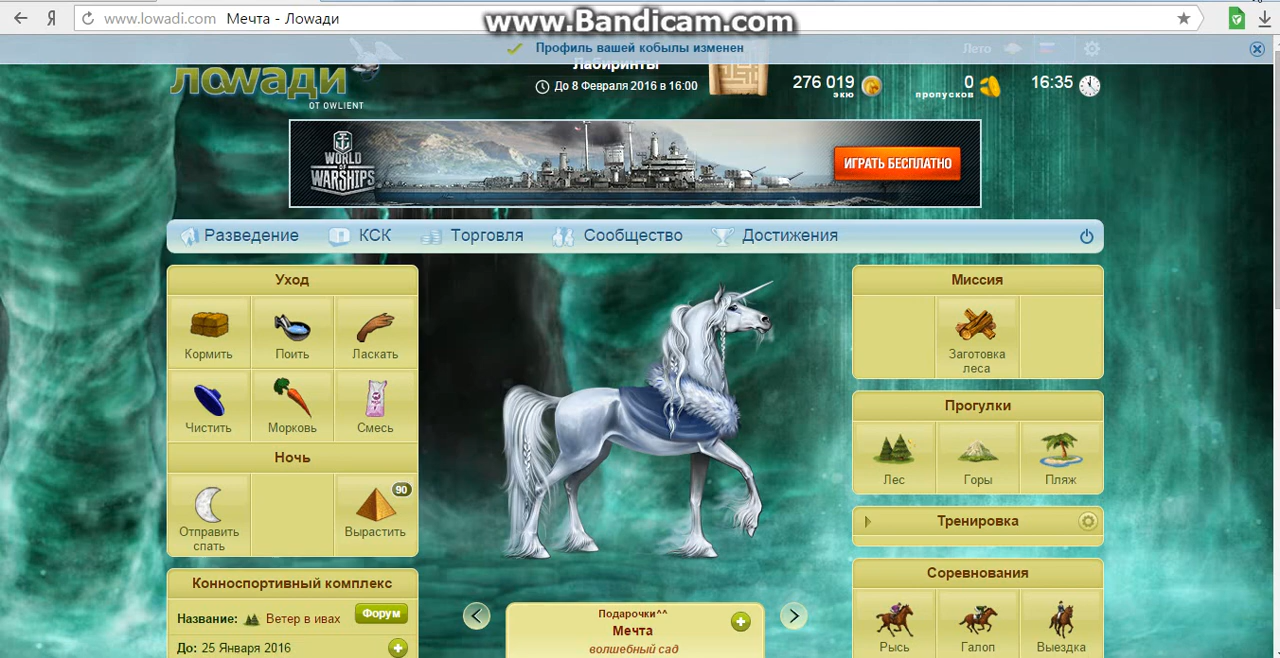 www.lowadi.com Мечта - Ловади
www.Bandicam.com
Профиль вашей кобылы изменен
Лето
ловади
ОТ OWLIENT
Лабиринты
До 8 Февраля 2016 в 16:00
276 019
экю
0
пропусков
16:35
WORLD
OF
WARSHIPS
ИГРАТЬ БЕСПЛАТНО
Разведение
КСК
Торговля
Сообщество
Достижения
Уход
Кормить
Поить
Ласкать
Чистить
Морковь
Смесь
Ночь
Отправить
спать
90
Вырастить
Конноспортивный комплекс
Название: Ветер в ивах
Форум
До: 25 Января 2016
Подарочки^^
Мечта
волшебный сад
Миссия
Заготовка
леса
Прогулки
Лес
Горы
Пляж
Тренировка
Соревнования
Рысь
Галоп
Выездка